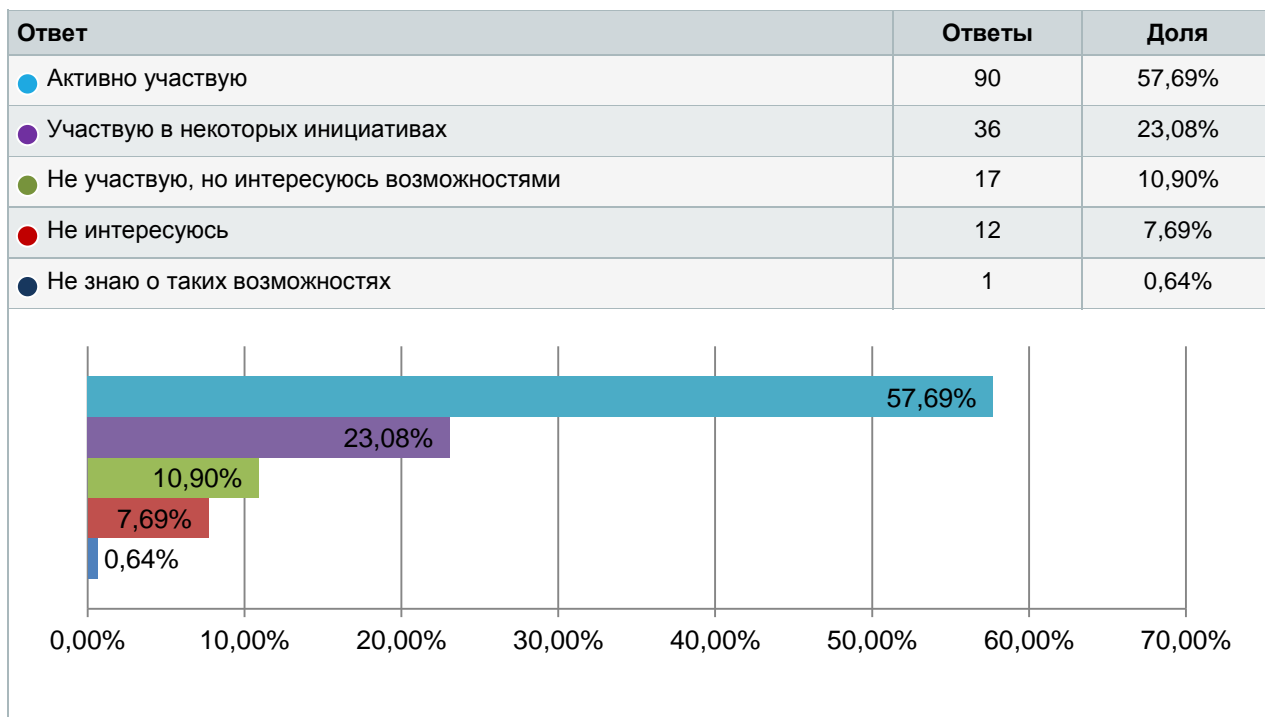 Ответ Ответы Доля
Активно участвую 90 57,69%
Участвую в некоторых инициативах 36 23,08%
Не участвую, но интересуюсь возможностями 17 10,90%
Не интересуюсь 12 7,69%
Не знаю о таких возможностях 1 0,64%
57,69%
23,08%
10,90%
7,69%
0,64%
0,00% 10,00% 20,00% 30,00% 40,00% 50,00% 60,00% 70,00%